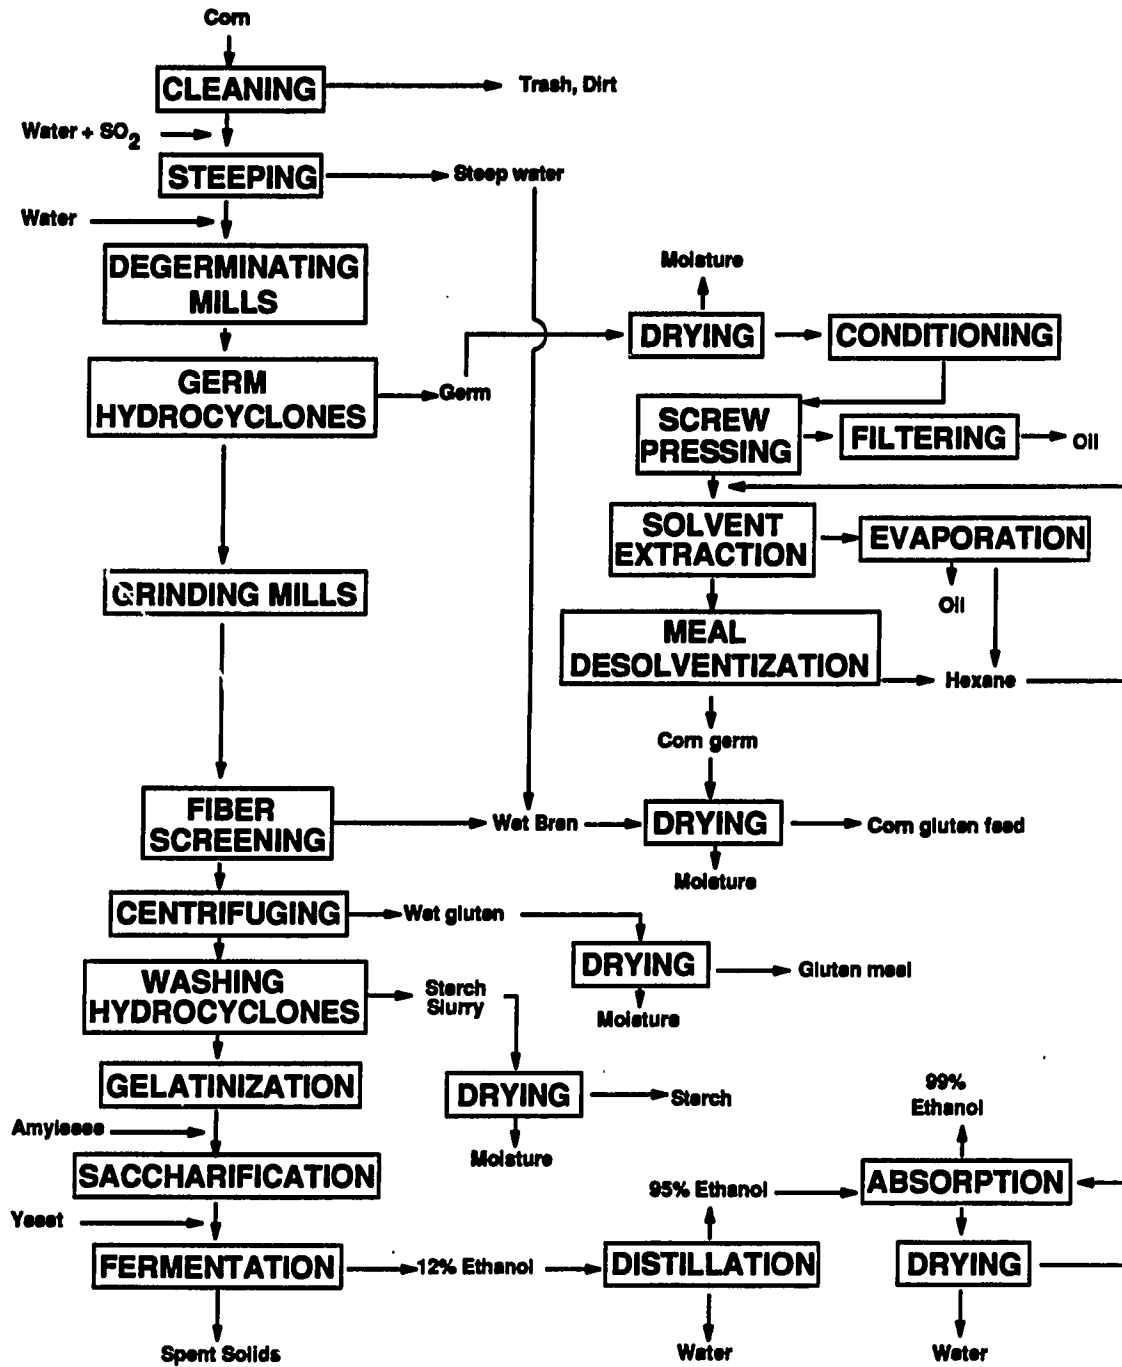 Corn
CLEANING
Trash, Dirt
Water + SO2
STEEPING
Steep water
Water
DEGERMINATING
MILLS
Moisture
DRYING
CONDITIONING
GERM
HYDROCYCLONES
Germ
SCREW
PRESSING
FILTERING
Oil
SOLVENT
EXTRACTION
EVAPORATION
GRINDING MILLS
Oil
MEAL
DESOLVENTIZATION
Hexane
Corn germ
FIBER
SCREENING
Wet Bran
DRYING
Corn gluten feed
Moisture
CENTRIFUGING
Wet gluten
DRYING
Gluten meal
Moisture
WASHING
HYDROCYCLONES
Starch
Slurry
GELATINIZATION
DRYING
Starch
Moisture
99%
Ethanol
Amylase
SACCHARIFICATION
95% Ethanol
ABSORPTION
Yeast
FERMENTATION
12% Ethanol
DISTILLATION
DRYING
Spent Solids
Water
Water